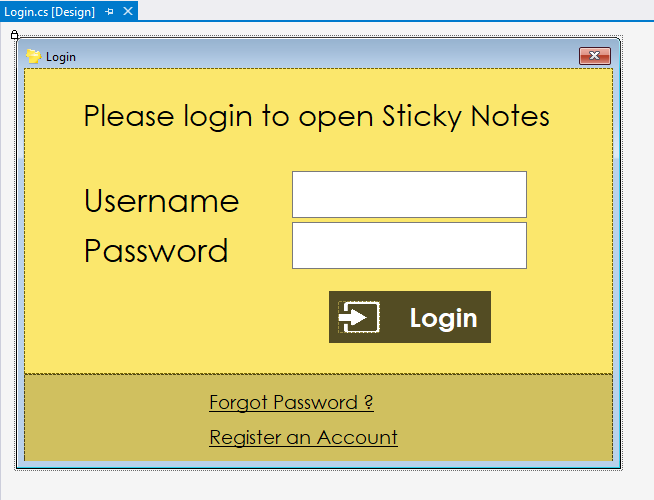 Login.cs [Design]
Login
Please login to open Sticky Notes
Username
Password
Login
Forgot Password ?
Register an Account